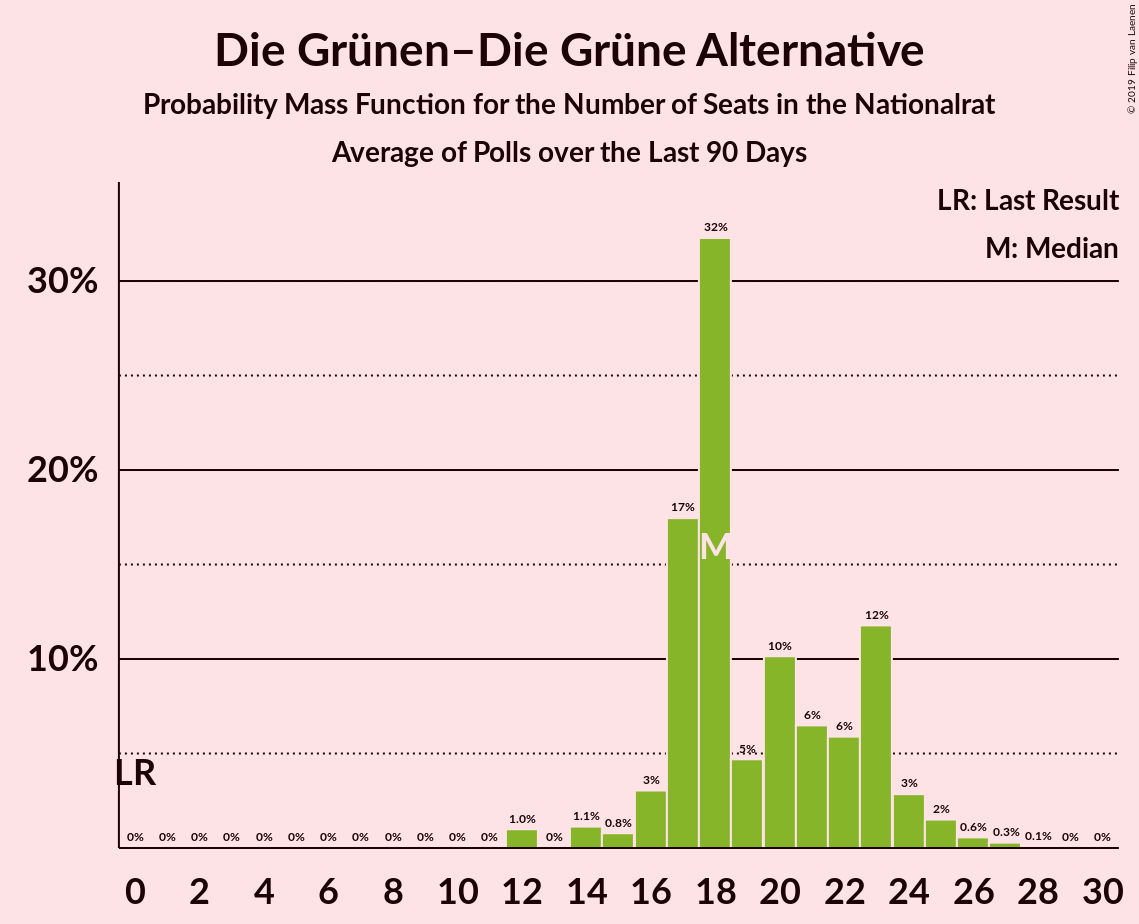 Die Grünen–Die Grüne Alternative
Probability Mass Function for the Number of Seats in the Nationalrat
Average of Polls over the Last 90 Days
© 2019 Filip van Laenen
LR: Last Result
M: Median
32%
30%
20%
17%
M
12%
10%
10%
6%
6%
5%
LR
3%
3%
2%
1.0%
1.1%
0.8%
0.6%
0.3%
0.1%
0% 0% 0% 0% 0% 0% 0% 0% 0% 0% 0% 0% 0% 0% 0%
0 2 4 6 8 10 12 14 16 18 20 22 24 26 28 30